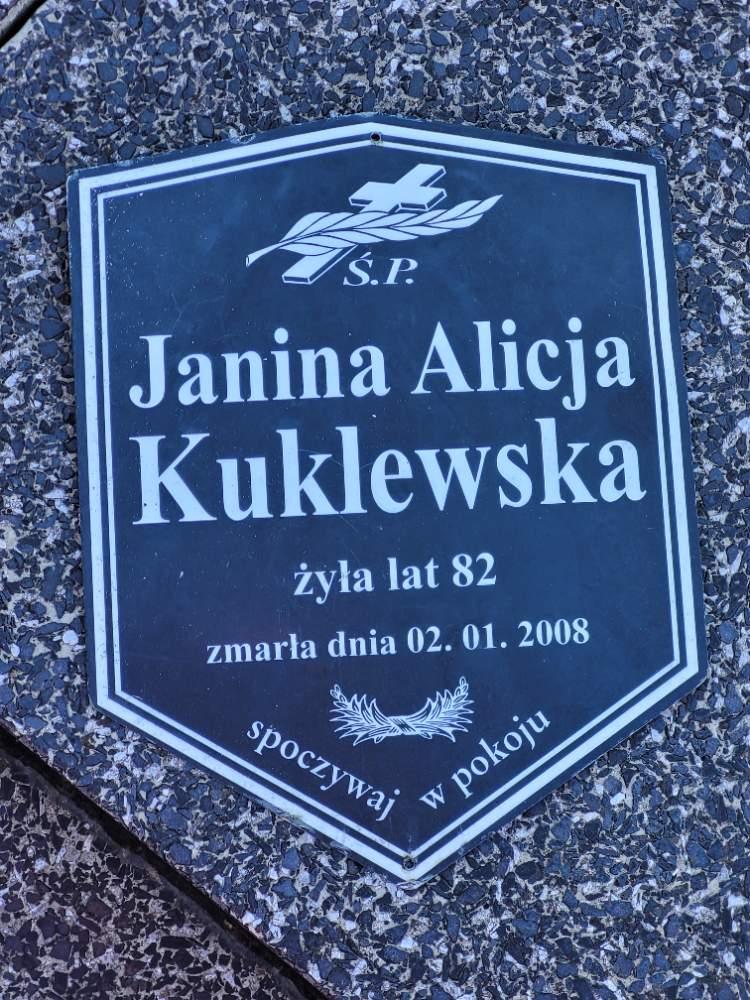 Ś.P.
Janina Alicja
Kuklewska
żyła lat 82
zmarła dnia 02. 01. 2008
spoczywaj w pokoju